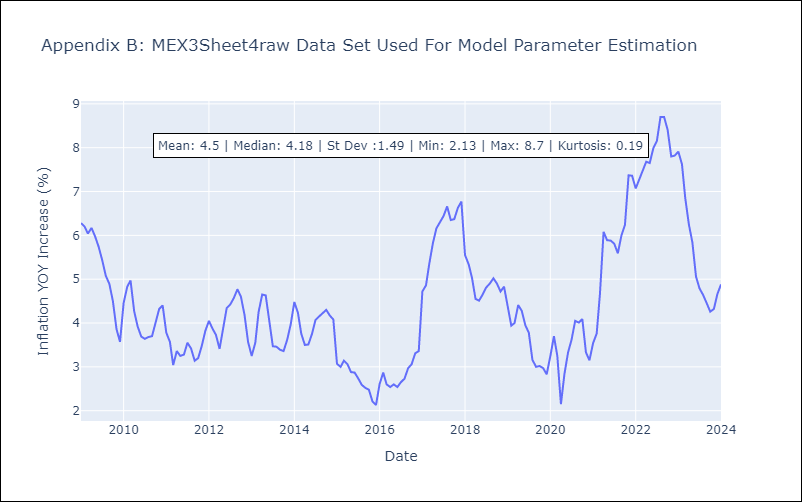 Appendix B: MEX3Sheet4raw Data Set Used For Model Parameter Estimation
Mean: 4.5 | Median: 4.18 | St Dev :1.49 | Min: 2.13 | Max: 8.7 | Kurtosis: 0.19
Inflation YOY Increase (%)
9
8
7
6
5
4
3
2
2010 2012 2014 2016 2018 2020 2022 2024
Date